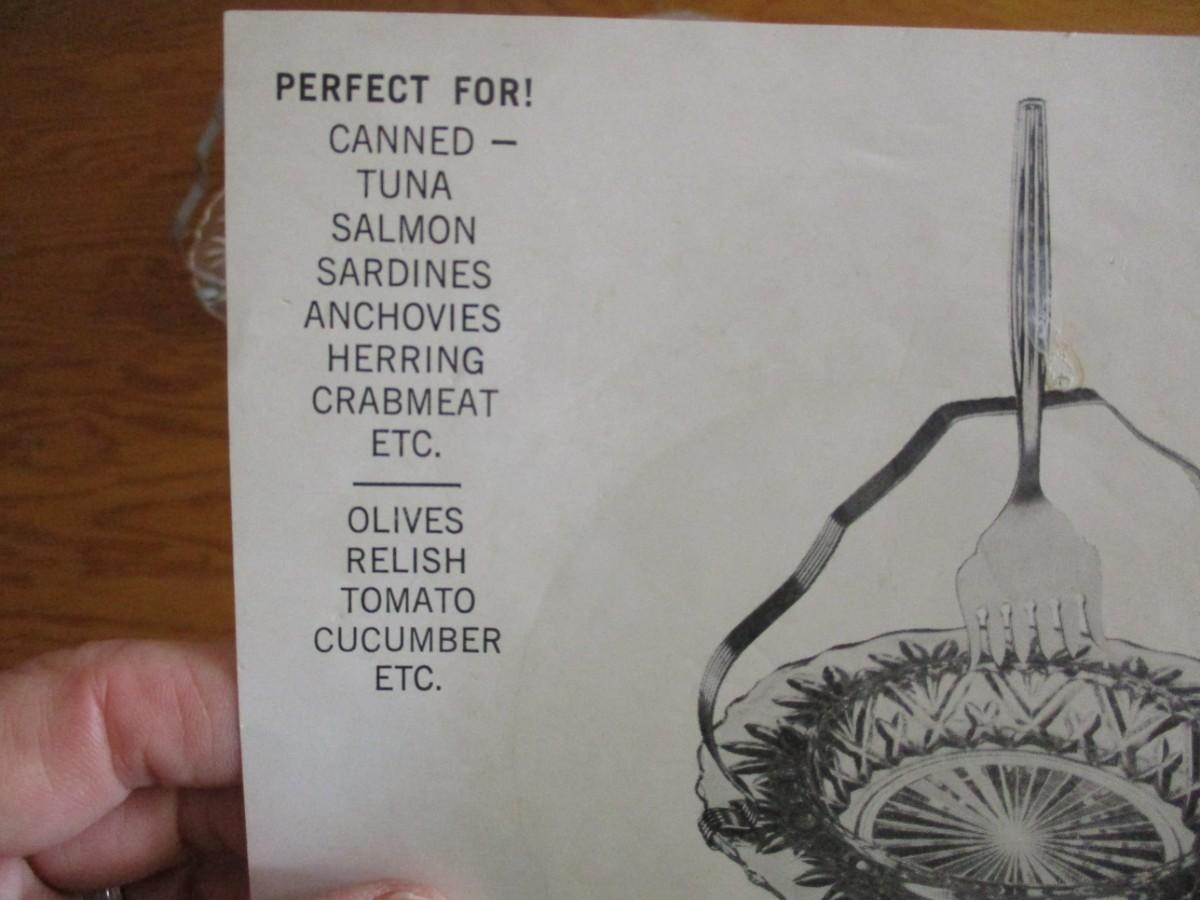 PERFECT FOR!
CANNED —
TUNA
SALMON
SARDINES
ANCHOVIES
HERRING
CRABMEAT
ETC.
OLIVES
RELISH
TOMATO
CUCUMBER
ETC.